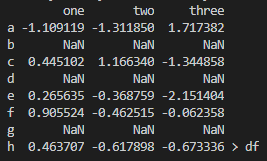 one two three
a -1.109119 -1.311850 1.717382
b NaN NaN NaN
c 0.445102 1.166340 -1.344858
d NaN NaN NaN
e 0.265635 -0.368759 -2.151404
f 0.905524 -0.462515 -0.062358
g NaN NaN NaN
h 0.463707 -0.617898 -0.673336 > df